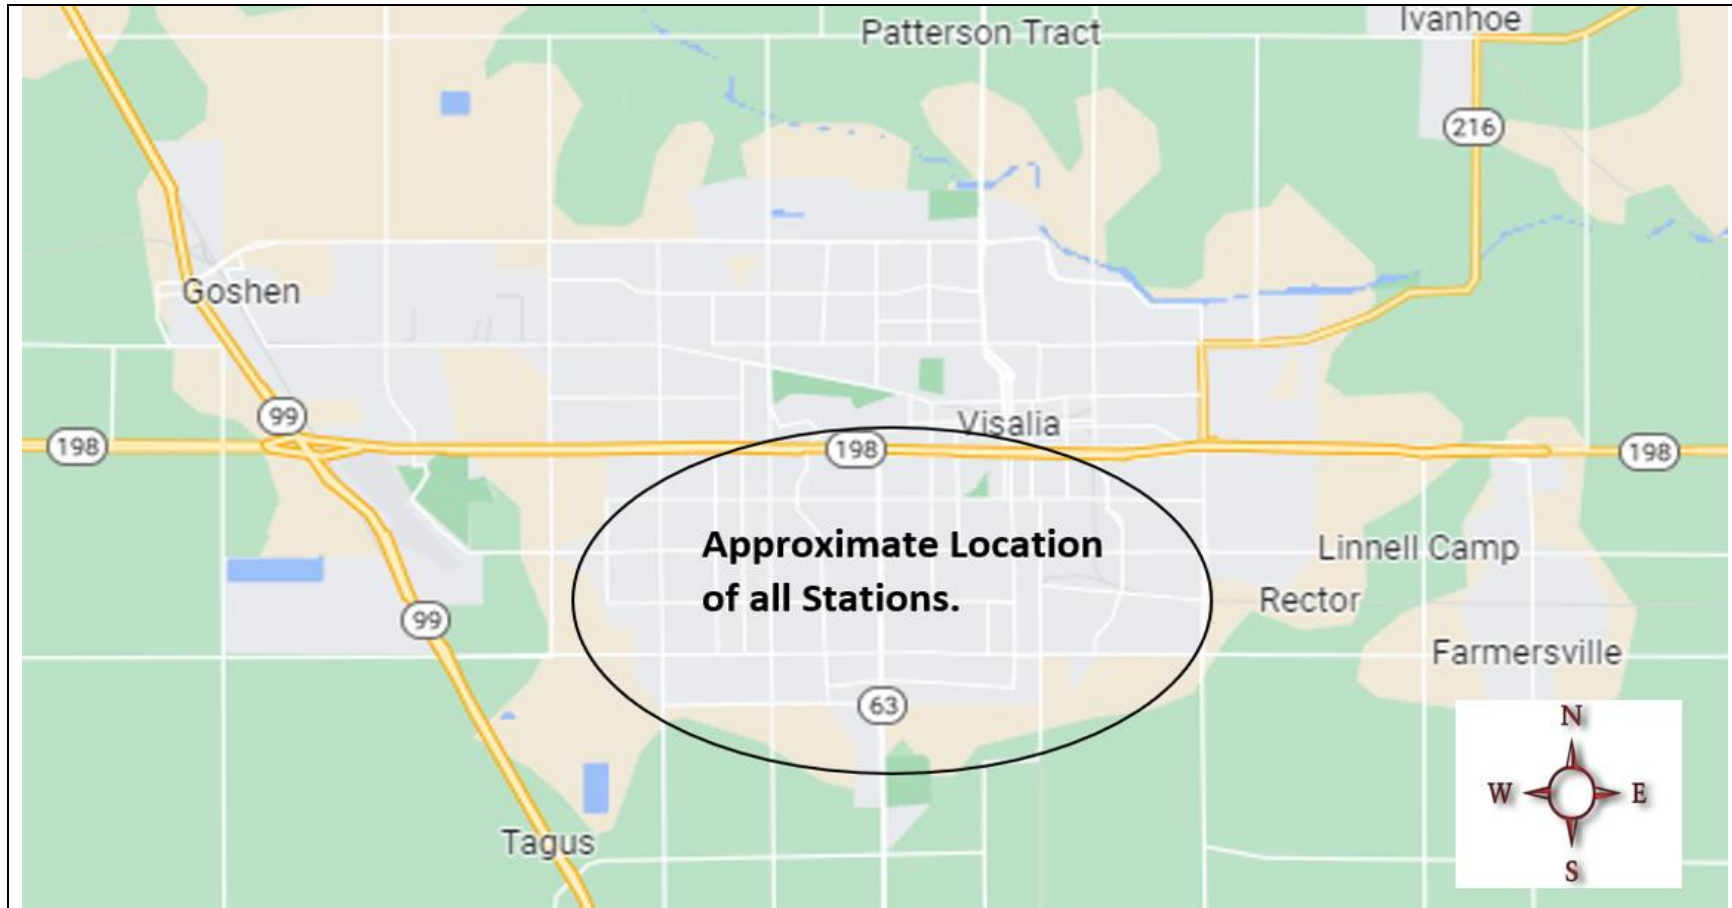 Patterson Tract
Ivanhoe
216
Goshen
99
198
198
Visalia
198
Approximate Location
of all Stations.
Linnell Camp
Rector
99
Farmersville
63
Tagus
N
W E
S